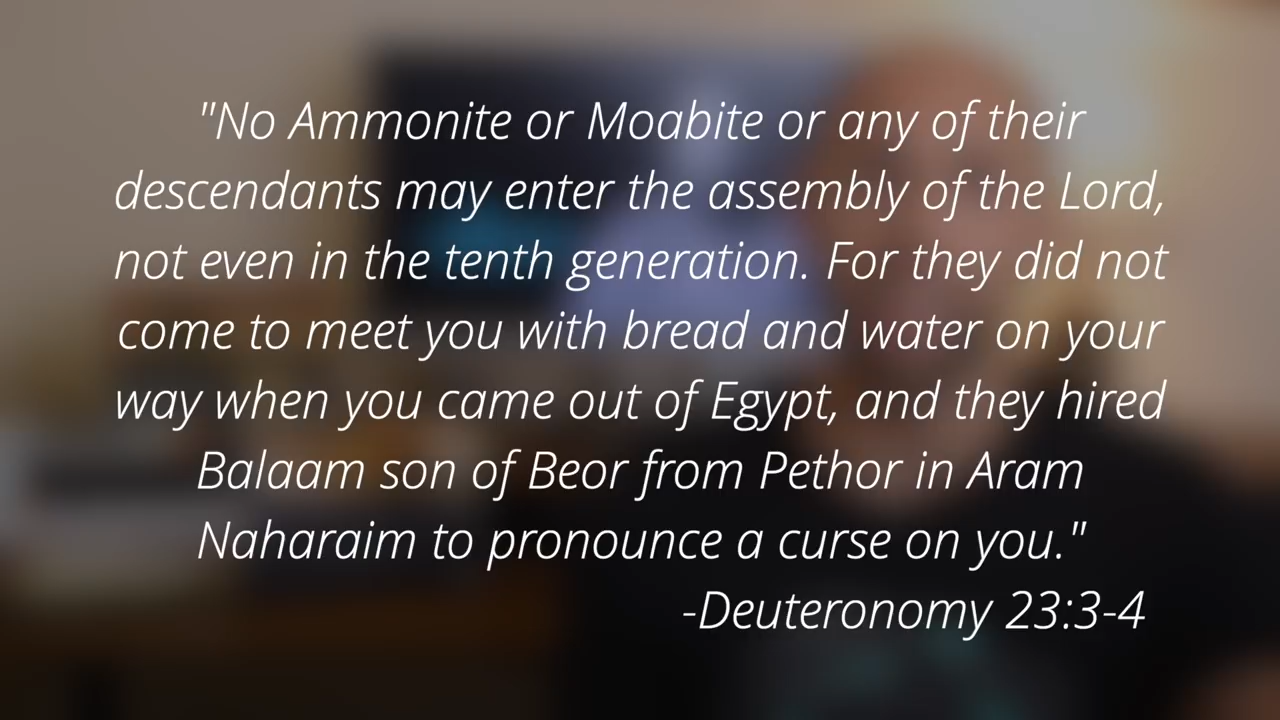 "No Ammonite or Moabite or any of their
descendants may enter the assembly of the Lord,
not even in the tenth generation. For they did not
come to meet you with bread and water on your
way when you came out of Egypt, and they hired
Balaam son of Beor from Pethor in Aram
Naharaim to pronounce a curse on you."
-Deuteronomy 23:3-4